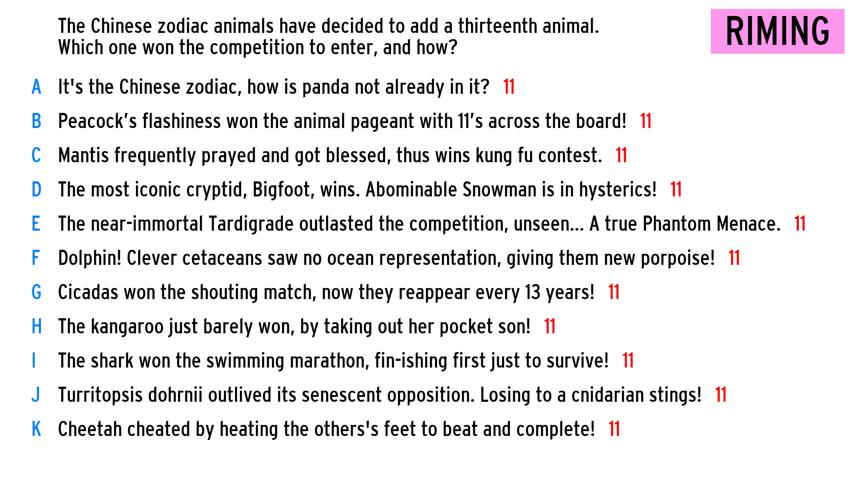 The Chinese zodiac animals have decided to add a thirteenth animal.
Which one won the competition to enter, and how?
RIMING
A It's the Chinese zodiac, how is panda not already in it? 11
B Peacock’s flashiness won the animal pageant with 11’s across the board! 11
C Mantis frequently prayed and got blessed, thus wins kung fu contest. 11
D The most iconic cryptid, Bigfoot, wins. Abominable Snowman is in hysterics! 11
E The near-immortal Tardigrade outlasted the competition, unseen... A true Phantom Menace. 11
F Dolphin! Clever cetaceans saw no ocean representation, giving them new porpoise! 11
G Cicadas won the shouting match, now they reappear every 13 years! 11
H The kangaroo just barely won, by taking out her pocket son! 11
I The shark won the swimming marathon, fin-ishing first just to survive! 11
J Turritopsis dohrnii outlived its senescent opposition. Losing to a cnidarian stings! 11
K Cheetah cheated by heating the others's feet to beat and complete! 11